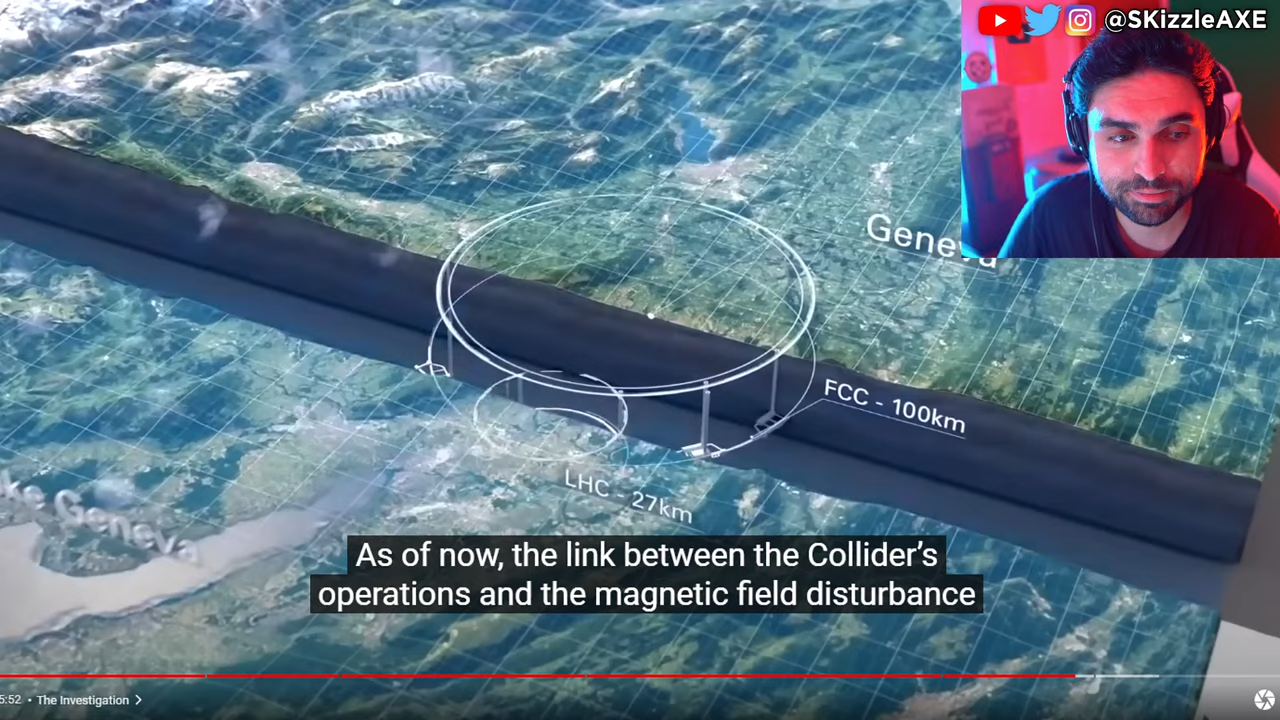 @SKizzleAXE
Geneva
FCC - 100km
LHC - 27km
Lake Geneva
As of now, the link between the Collider's
operations and the magnetic field disturbance
5:52 • The Investigation >